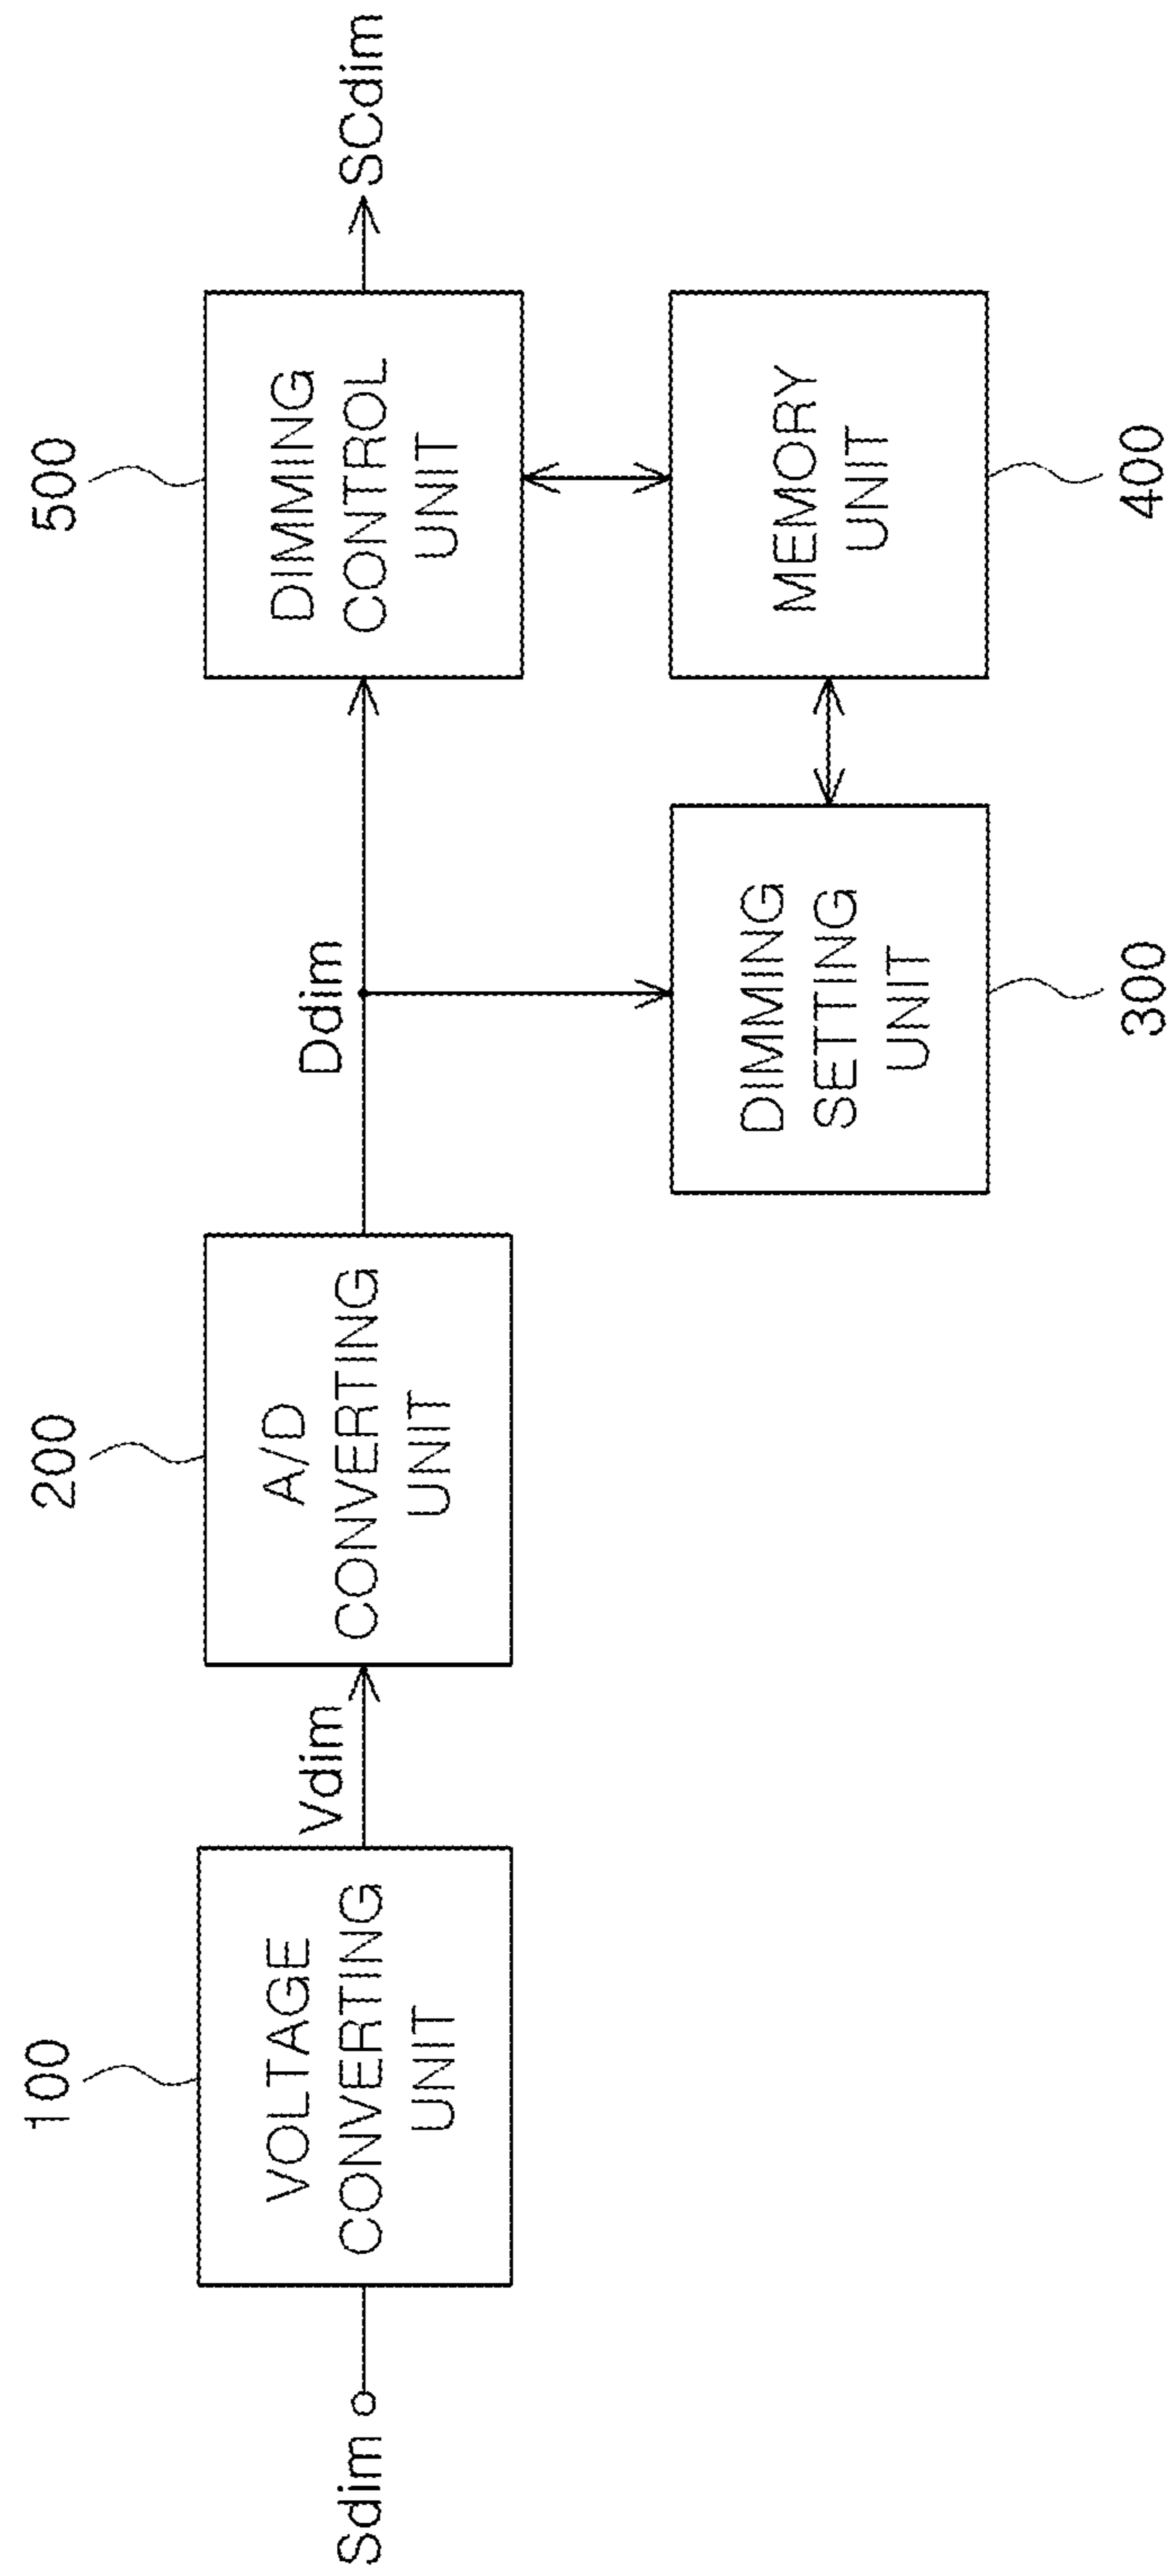 100
200
500
Sdim
VOLTAGE
CONVERTING
UNIT
Vdim
A/D
CONVERTING
UNIT
Ddim
DIMMING
CONTROL
UNIT
SCdim
DIMMING
SETTING
UNIT
MEMORY
UNIT
300
400